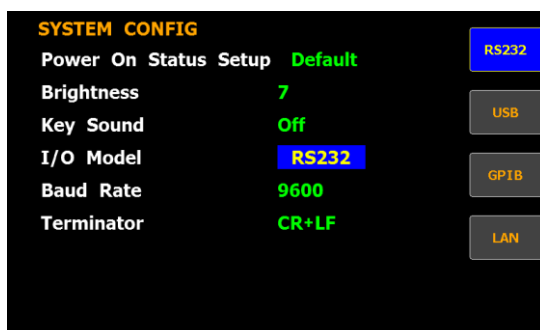 SYSTEM CONFIG
Power On Status Setup Default
Brightness 7
Key Sound Off
I/O Model RS232
Baud Rate 9600
Terminator CR+LF
RS232
USB
GPIB
LAN